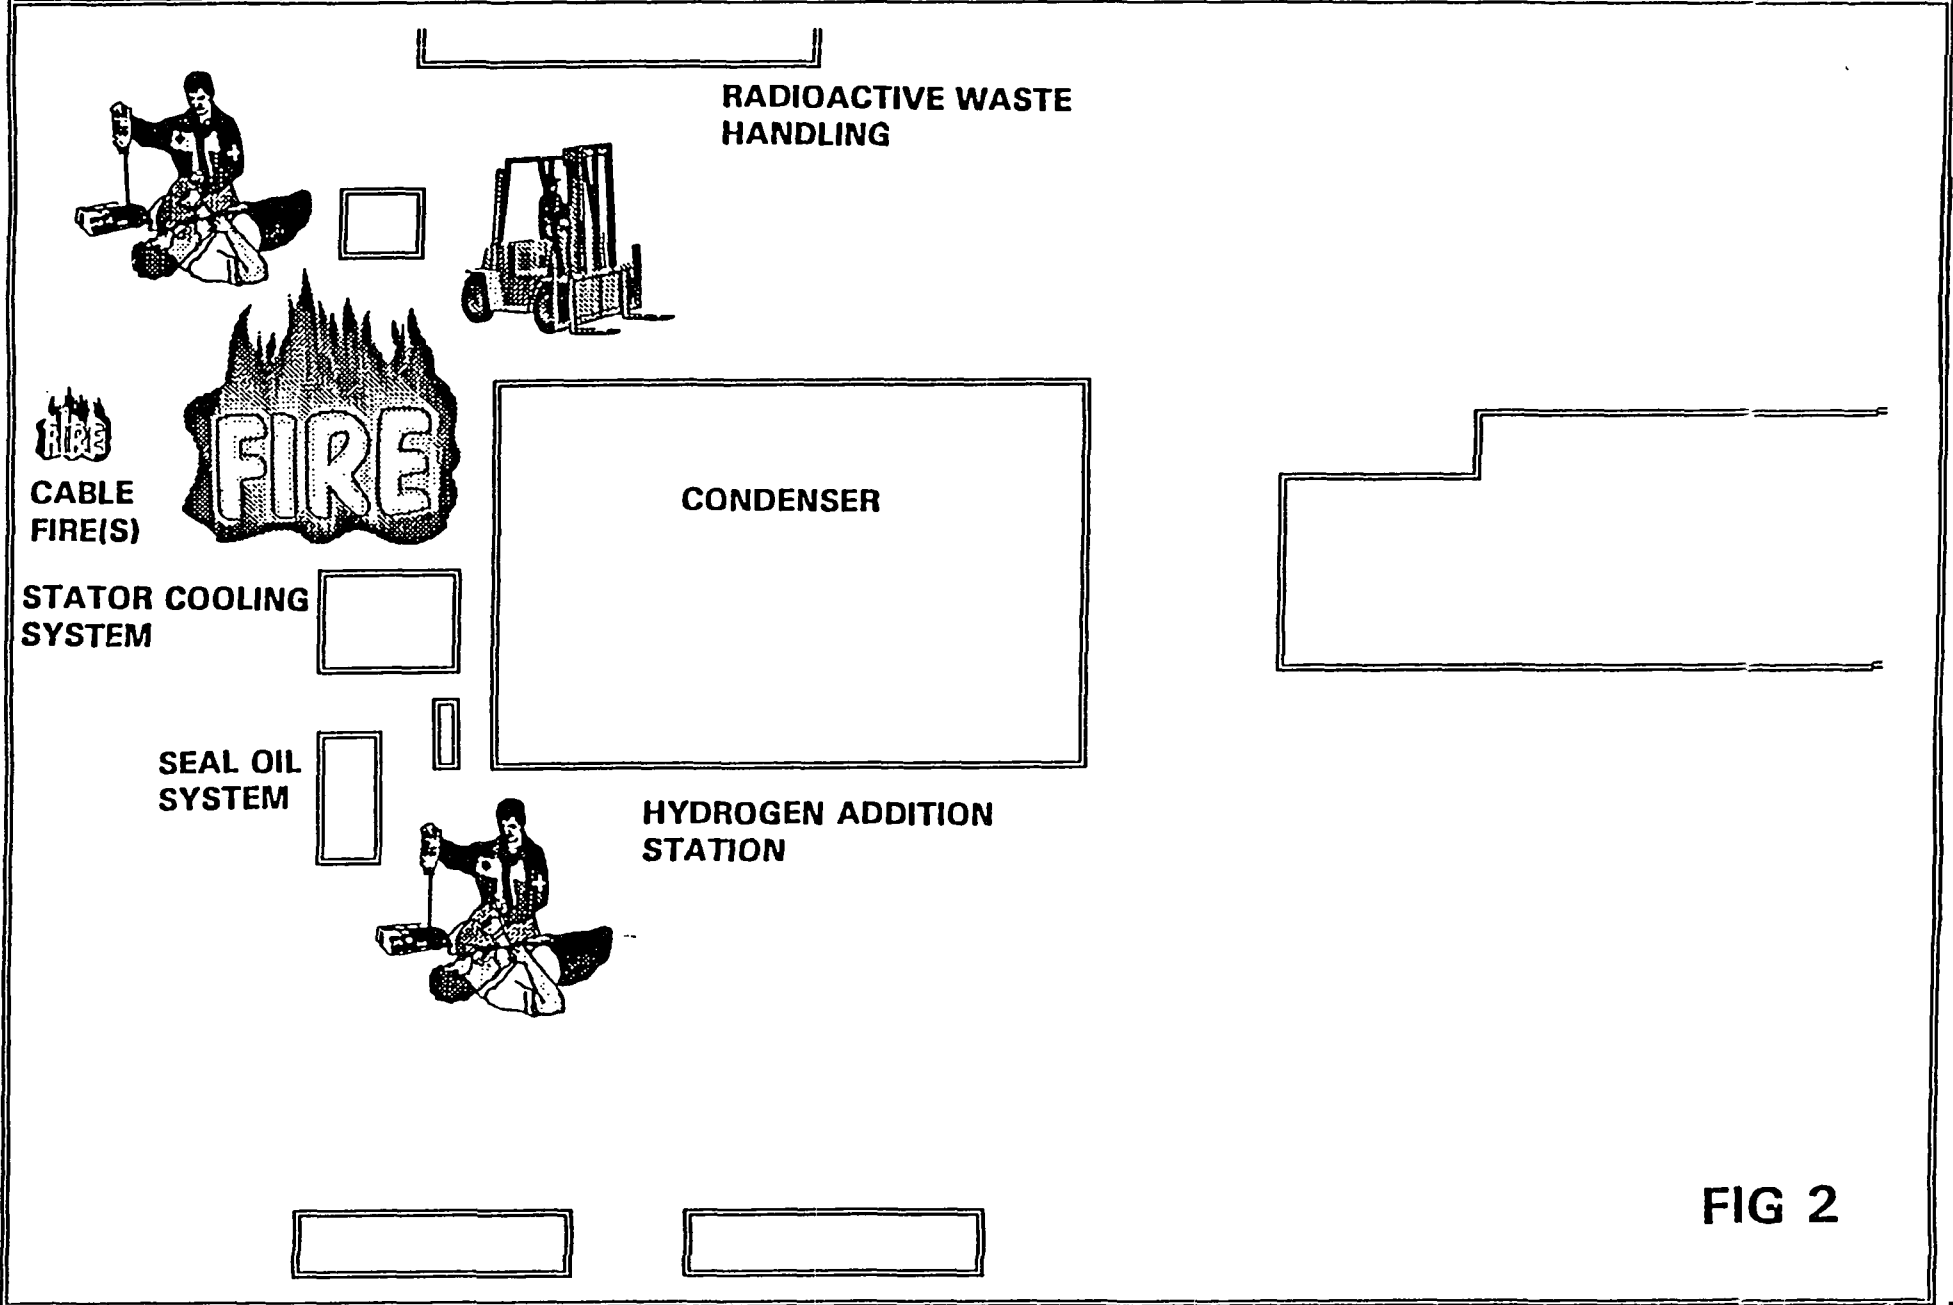 RADIOACTIVE WASTE
HANDLING
FIRE
FIRE
CABLE
FIRE(S)
CONDENSER
STATOR COOLING
SYSTEM
SEAL OIL
SYSTEM
HYDROGEN ADDITION
STATION
FIG 2